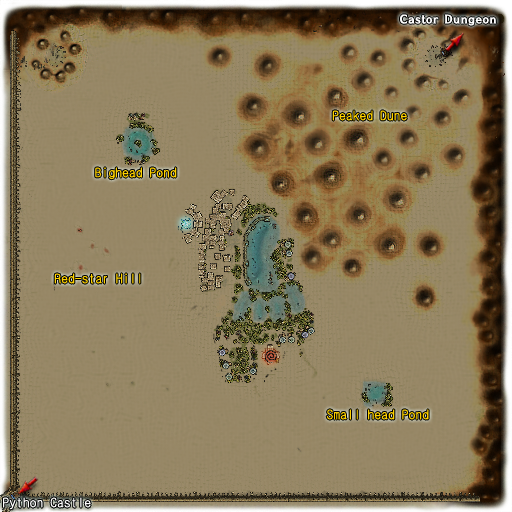 Castor Dungeon
Peaked Dune
Bighead Pond
Red-star Hill
Small head Pond
Python Castle